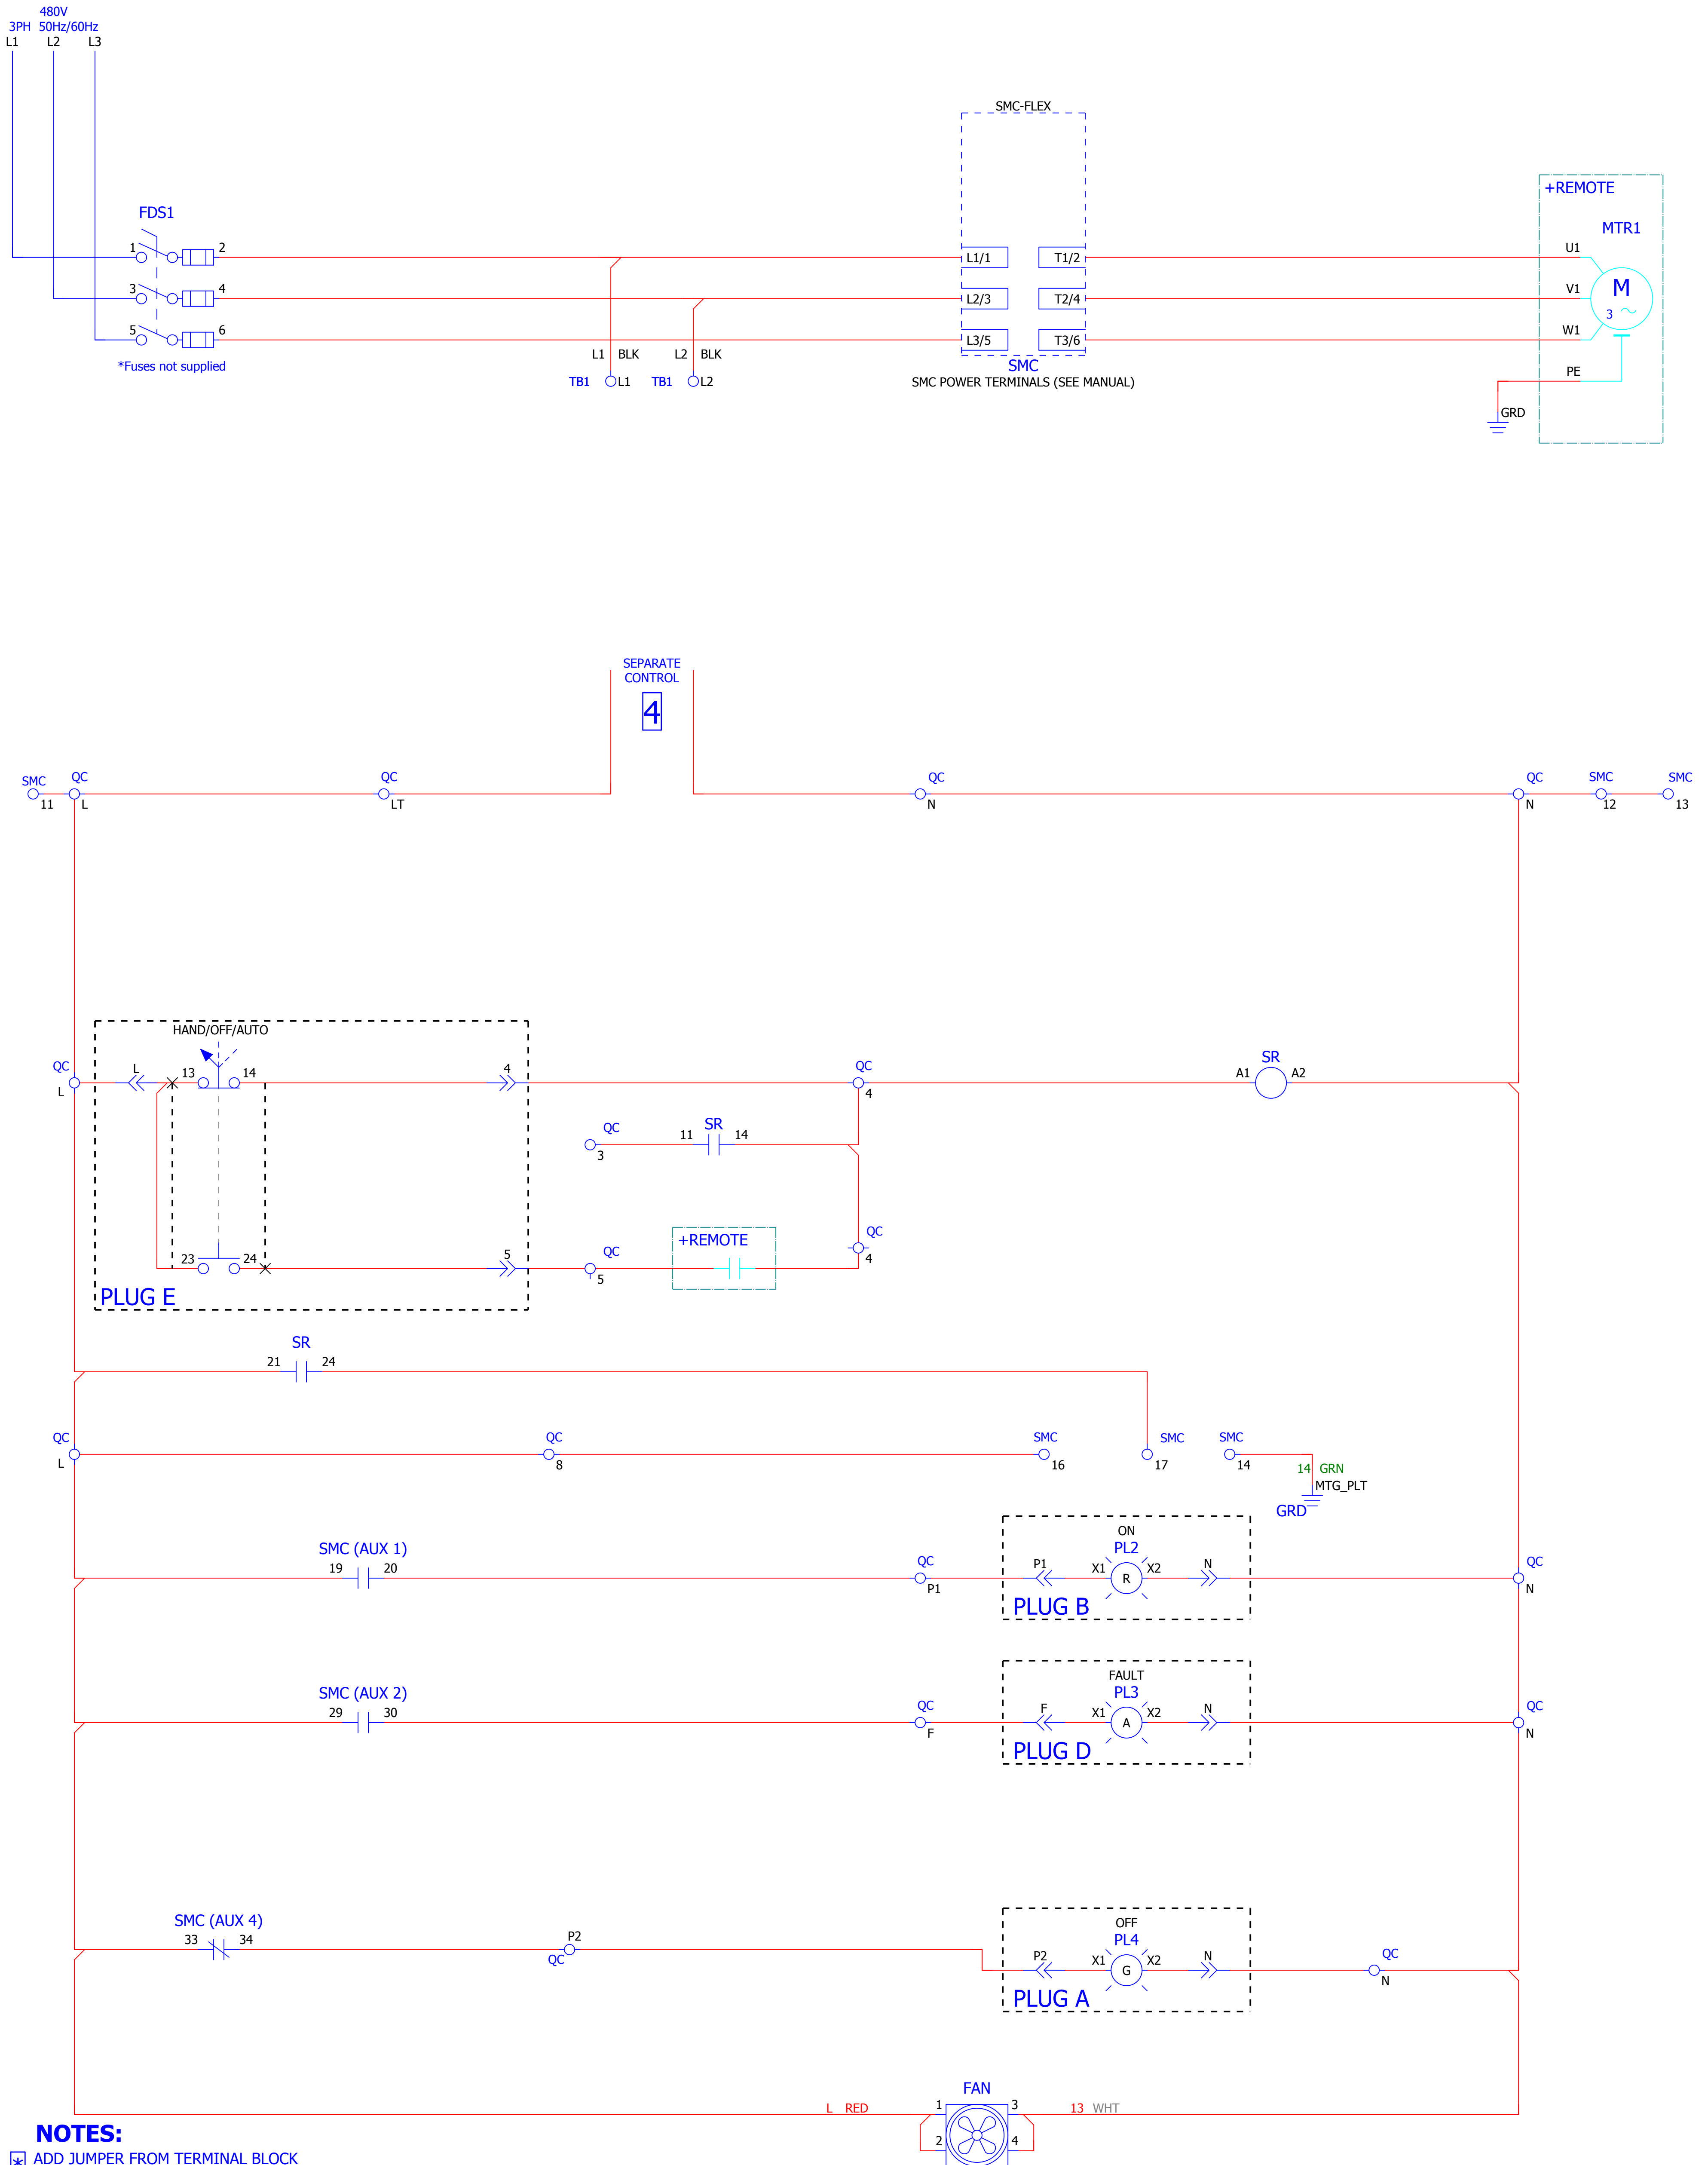 480V
3PH 50Hz/60Hz
L1 L2 L3
SMC-FLEX
+REMOTE
FDS1
MTR1
1 2
L1/1 T1/2
U1
3 4
L2/3 T2/4
V1
M
3
5 6
L3/5 T3/6
W1
*Fuses not supplied
L1 BLK L2 BLK
SMC
PE
TB1 L1 TB1 L2
SMC POWER TERMINALS (SEE MANUAL)
GRD
SEPARATE
CONTROL
4
SMC QC QC QC QC SMC SMC
11 L LT N N 12 13
HAND/OFF/AUTO
QC L 13 14 4 QC SR
L 4 A1 A2
QC SR
11 14
3
QC
+REMOTE
QC
23 24 5
5 4
PLUG E
SR
21 24
QC QC SMC SMC SMC
L 8 16 17 14
14 GRN
MTG_PLT
GRD
ON
SMC (AUX 1) PL2
19 20 QC P1 X1 R X2 N QC
P1 N
PLUG B
FAULT
SMC (AUX 2) PL3
29 30 QC F X1 A X2 N QC
F N
PLUG D
SMC (AUX 4) OFF
33 34 P2 PL4
QC P2 X1 G X2 N QC
N
PLUG A
FAN
L RED 1 3 13 WHT
NOTES:
2 4
* ADD JUMPER FROM TERMINAL BLOCK